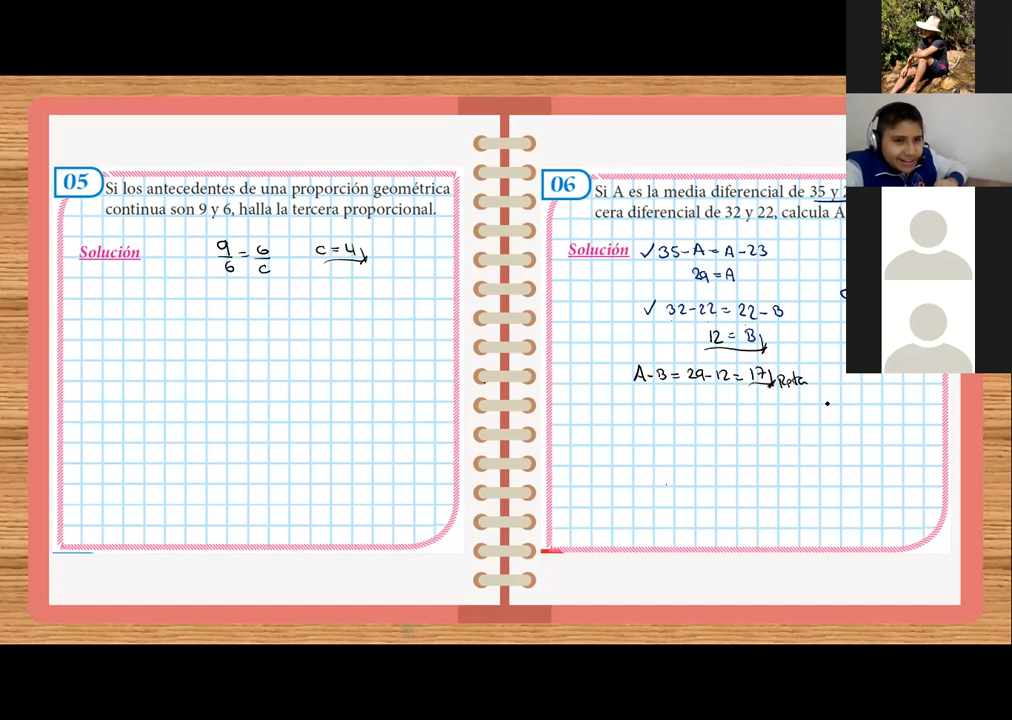 05
Si los antecedentes de una proporción geométrica
continua son 9 y 6, halla la tercera proporcional.
Solución
9/6 = 6/c
c = 4
06
Si A es la media diferencial de 35 y 2
cera diferencial de 32 y 22, calcula A
Solución
✓ 35 - A = A - 23
29 = A
✓ 32 - 22 = 22 - B
12 = B
A - B = 29 - 12 = 17 Rpta